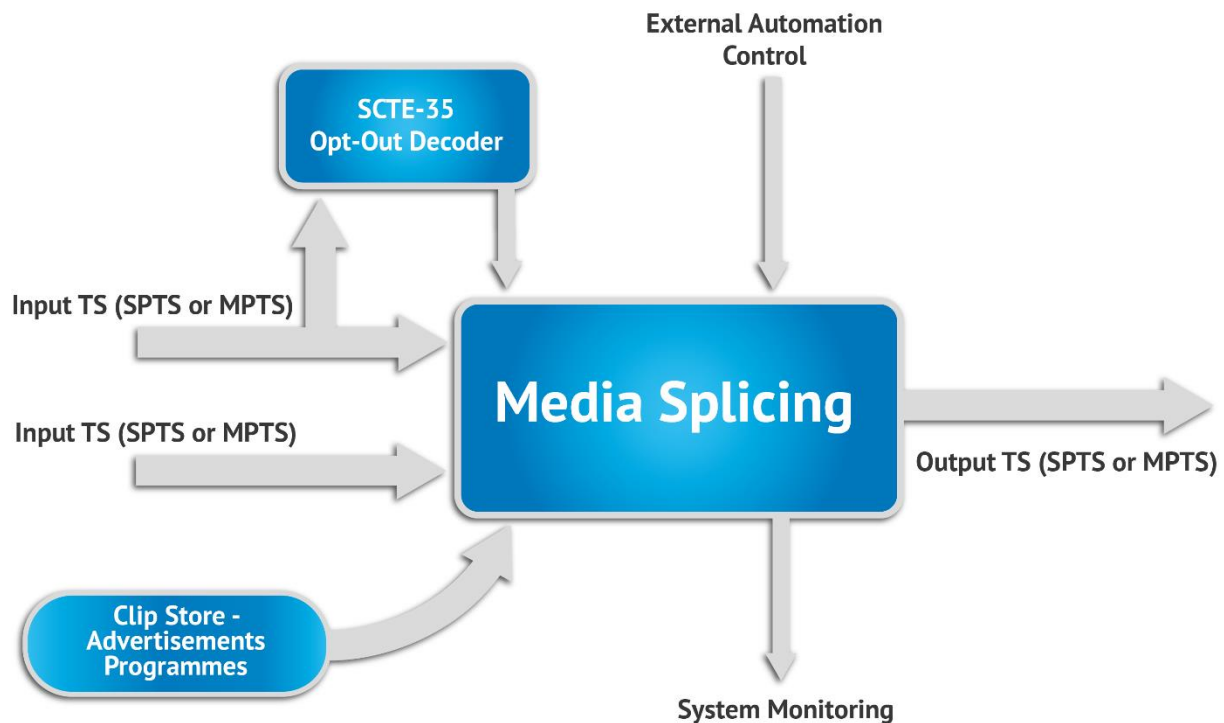 External Automation
Control
SCTE-35
Opt-Out Decoder
Input TS (SPTS or MPTS)
Media Splicing
Input TS (SPTS or MPTS)
Output TS (SPTS or MPTS)
Clip Store -
Advertisements
Programmes
System Monitoring